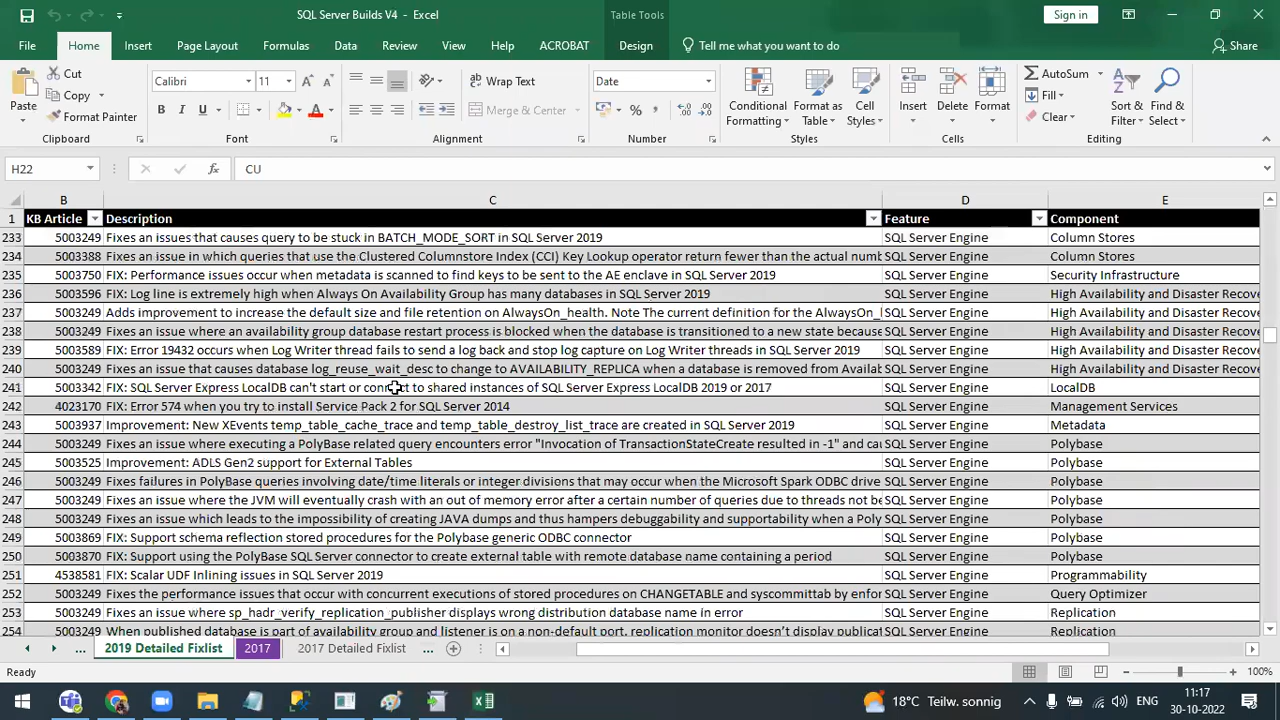 SQL Server Builds V4 - Excel
Table Tools
Sign in
File Home Insert Page Layout Formulas Data Review View Help ACROBAT Design Tell me what you want to do Share
Paste
Cut
Copy
Format Painter
Clipboard
Calibri 11
B I U
Font
Wrap Text
Merge & Center
Alignment
Date
Number
Conditional Formatting
Format as Table
Cell Styles
Styles
Insert Delete Format
Cells
AutoSum
Fill
Clear
Sort & Filter
Find & Select
Editing
H22 fx CU
B C D E
1 KB Article Description Feature Component
233 5003249 Fixes an issues that causes query to be stuck in BATCH_MODE_SORT in SQL Server 2019 SQL Server Engine Column Stores
234 5003388 Fixes an issue in which queries that use the Clustered Columnstore Index (CCI) Key Lookup operator return fewer than the actual numb SQL Server Engine Column Stores
235 5003750 FIX: Performance issues occur when metadata is scanned to find keys to be sent to the AE enclave in SQL Server 2019 SQL Server Engine Security Infrastructure
236 5003596 FIX: Log line is extremely high when Always On Availability Group has many databases in SQL Server 2019 SQL Server Engine High Availability and Disaster Recove
237 5003249 Adds improvement to increase the default size and file retention on AlwaysOn_health. Note The current definition for the AlwaysOn_ SQL Server Engine High Availability and Disaster Recove
238 5003249 Fixes an issue where an availability group database restart process is blocked when the database is transitioned to a new state because SQL Server Engine High Availability and Disaster Recove
239 5003589 FIX: Error 19432 occurs when Log Writer thread fails to send a log back and stop log capture on Log Writer threads in SQL Server 2019 SQL Server Engine High Availability and Disaster Recove
240 5003249 Fixes an issue that causes database log_reuse_wait_desc to change to AVAILABILITY_REPLICA when a database is removed from Availab SQL Server Engine High Availability and Disaster Recove
241 5003342 FIX: SQL Server Express LocalDB can't start or connect to shared instances of SQL Server Express LocalDB 2019 or 2017 SQL Server Engine LocalDB
242 4023170 FIX: Error 574 when you try to install Service Pack 2 for SQL Server 2014 SQL Server Engine Management Services
243 5003937 Improvement: New XEvents temp_table_cache_trace and temp_table_destroy_list_trace are created in SQL Server 2019 SQL Server Engine Metadata
244 5003249 Fixes an issue where executing a PolyBase related query encounters error "Invocation of TransactionStateCreate resulted in -1" and cau SQL Server Engine Polybase
245 5003525 Improvement: ADLS Gen2 support for External Tables SQL Server Engine Polybase
246 5003249 Fixes failures in PolyBase queries involving date/time literals or integer divisions that may occur when the Microsoft Spark ODBC drive SQL Server Engine Polybase
247 5003249 Fixes an issue where the JVM will eventually crash with an out of memory error after a certain number of queries due to threads not be SQL Server Engine Polybase
248 5003249 Fixes an issue which leads to the impossibility of creating JAVA dumps and thus hampers debuggability and supportability when a Poly SQL Server Engine Polybase
249 5003869 FIX: Support schema reflection stored procedures for the Polybase generic ODBC connector SQL Server Engine Polybase
250 5003870 FIX: Support using the PolyBase SQL Server connector to create external table with remote database name containing a period SQL Server Engine Polybase
251 4538581 FIX: Scalar UDF Inlining issues in SQL Server 2019 SQL Server Engine Programmability
252 5003249 Fixes the performance issues that occur with concurrent executions of stored procedures on CHANGETABLE and syscommittab by enfor SQL Server Engine Query Optimizer
253 5003249 Fixes an issue where sp_hadr_verify_replication_publisher displays wrong distribution database name in error SQL Server Engine Replication
254 5003249 When published database is part of availability group and listener is on a non-default port, replication monitor doesn't display publicat SQL Server Engine Replication
... 2019 Detailed Fixlist 2017 2017 Detailed Fixlist ...
Ready 100%
18°C Teilw. sonnig ENG 11:17
30-10-2022